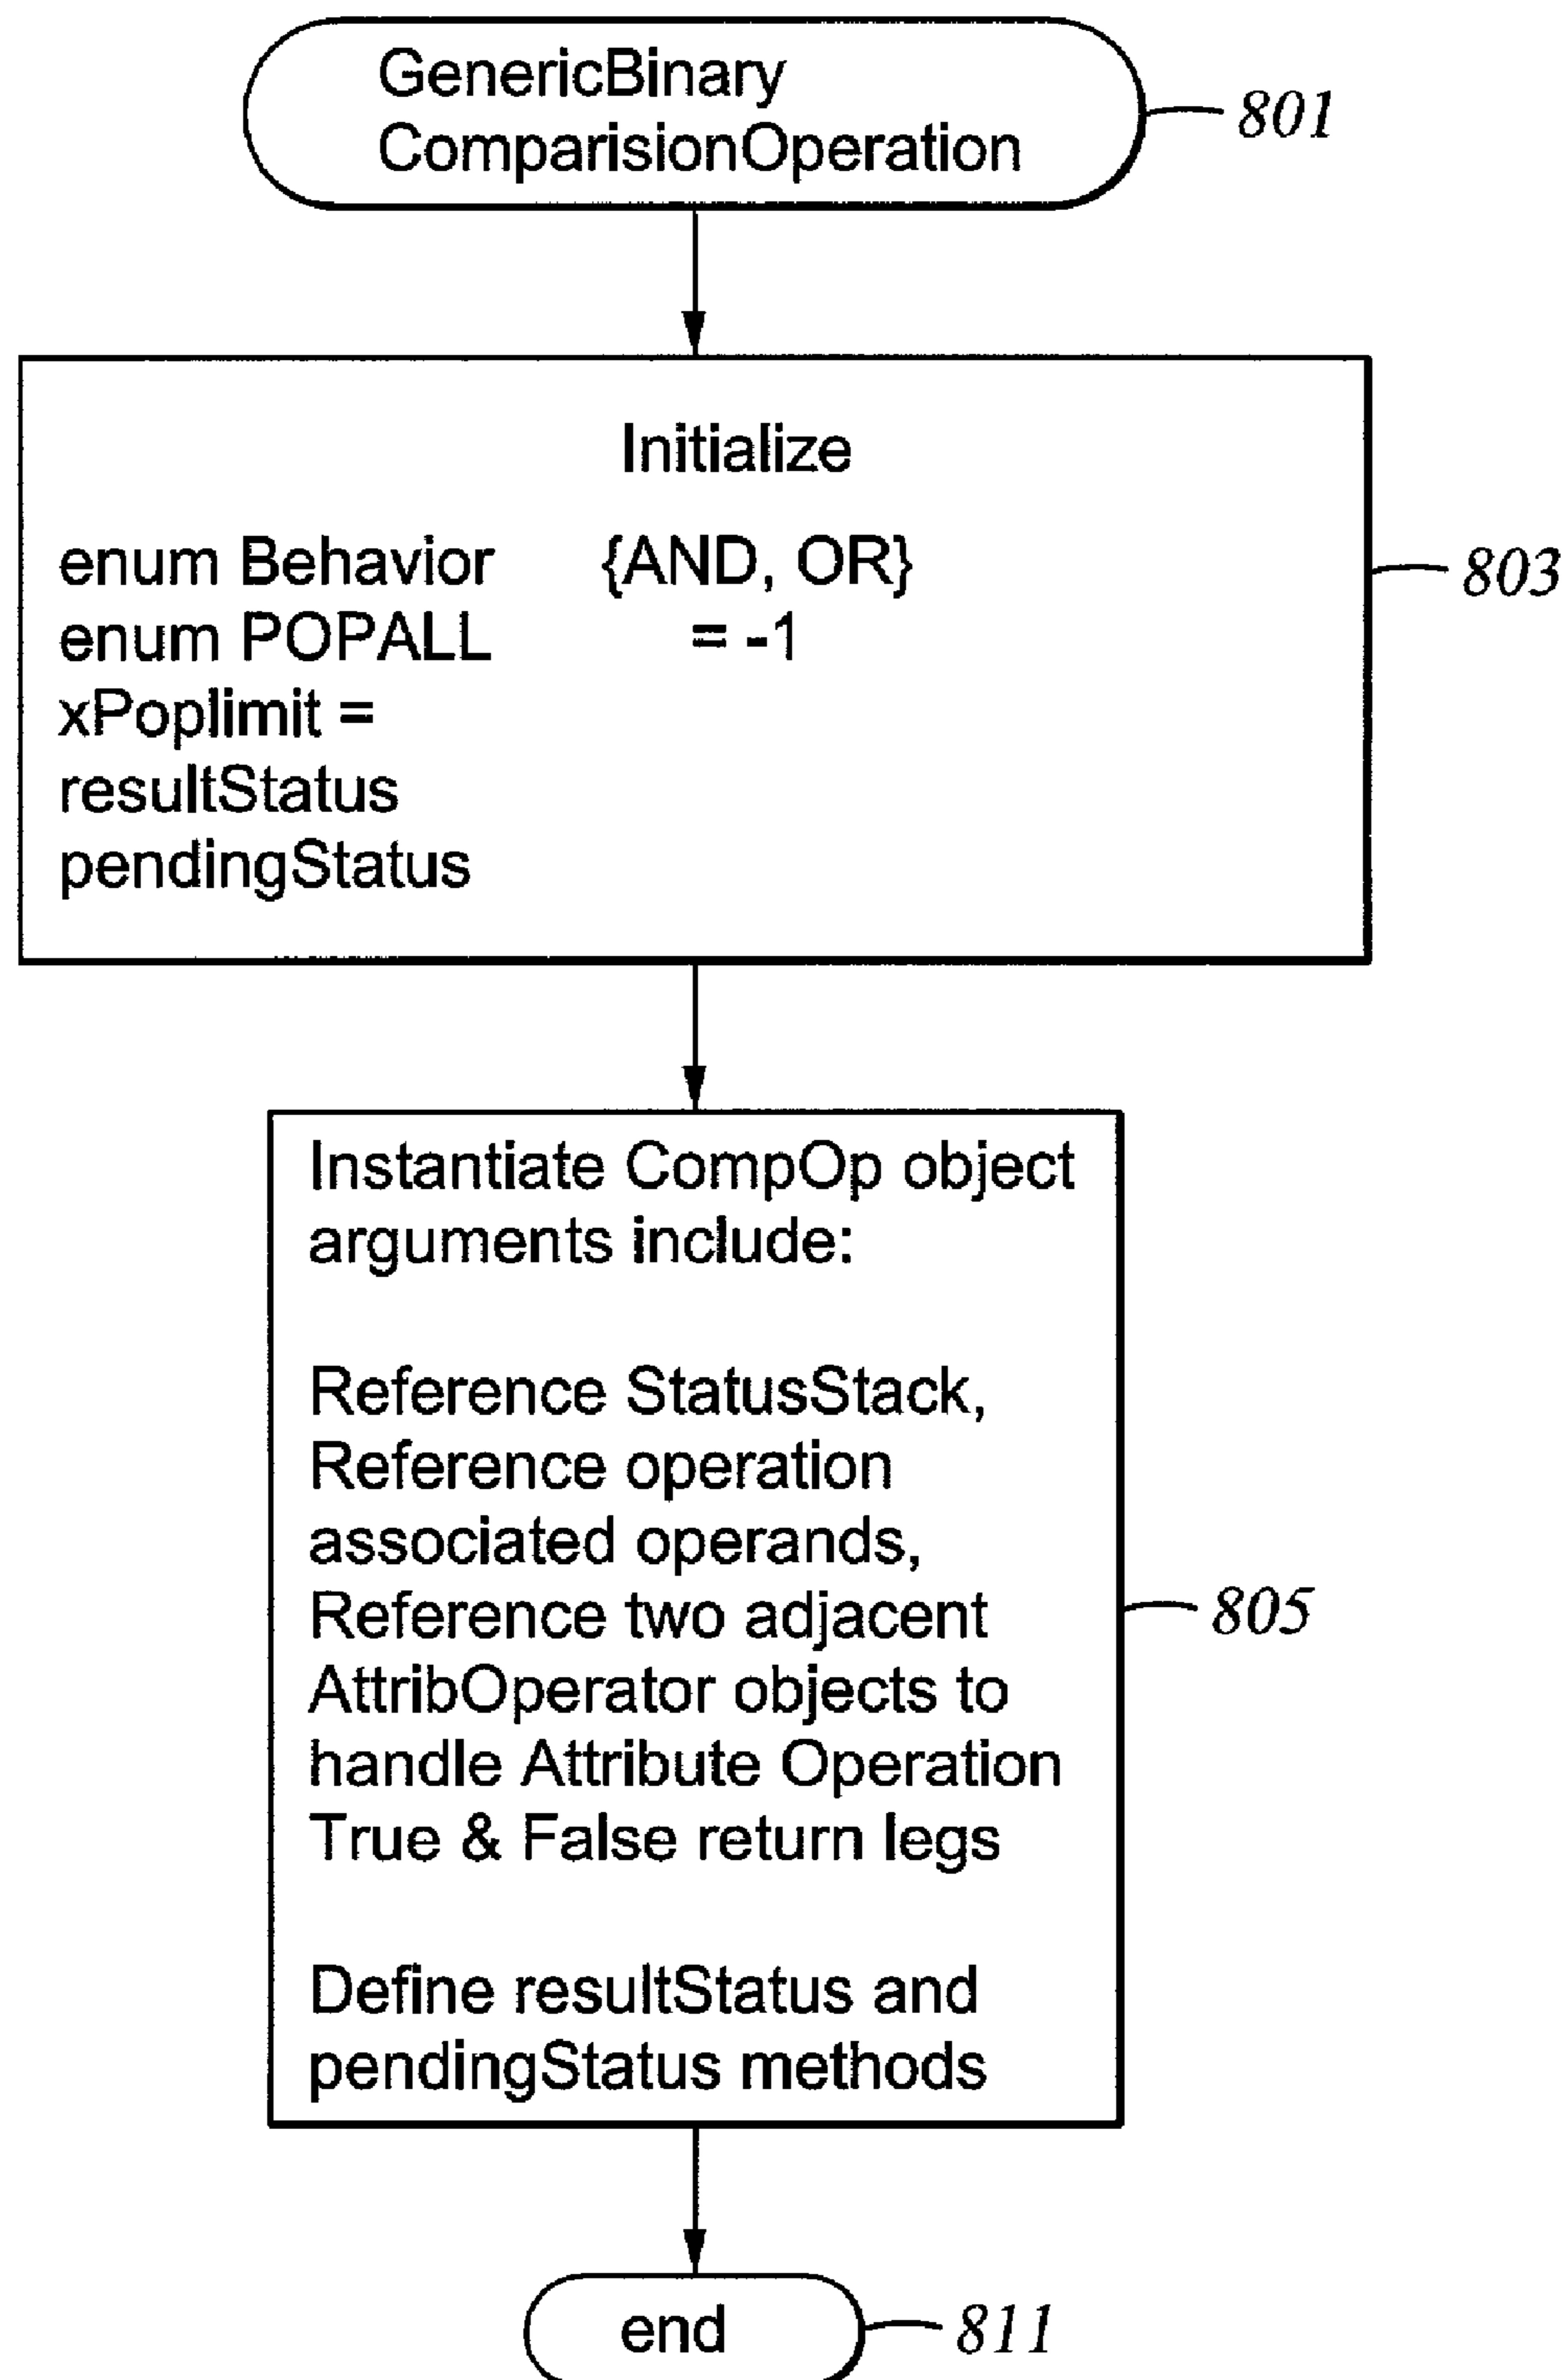 GenericBinary
ComparisionOperation
801
Initialize
enum Behavior {AND, OR}
enum POPALL = -1
xPoplimit =
resultStatus
pendingStatus
803
Instantiate CompOp object
arguments include:
Reference StatusStack,
Reference operation
associated operands,
Reference two adjacent
AttribOperator objects to
handle Attribute Operation
True & False return legs
Define resultStatus and
pendingStatus methods
805
end
811